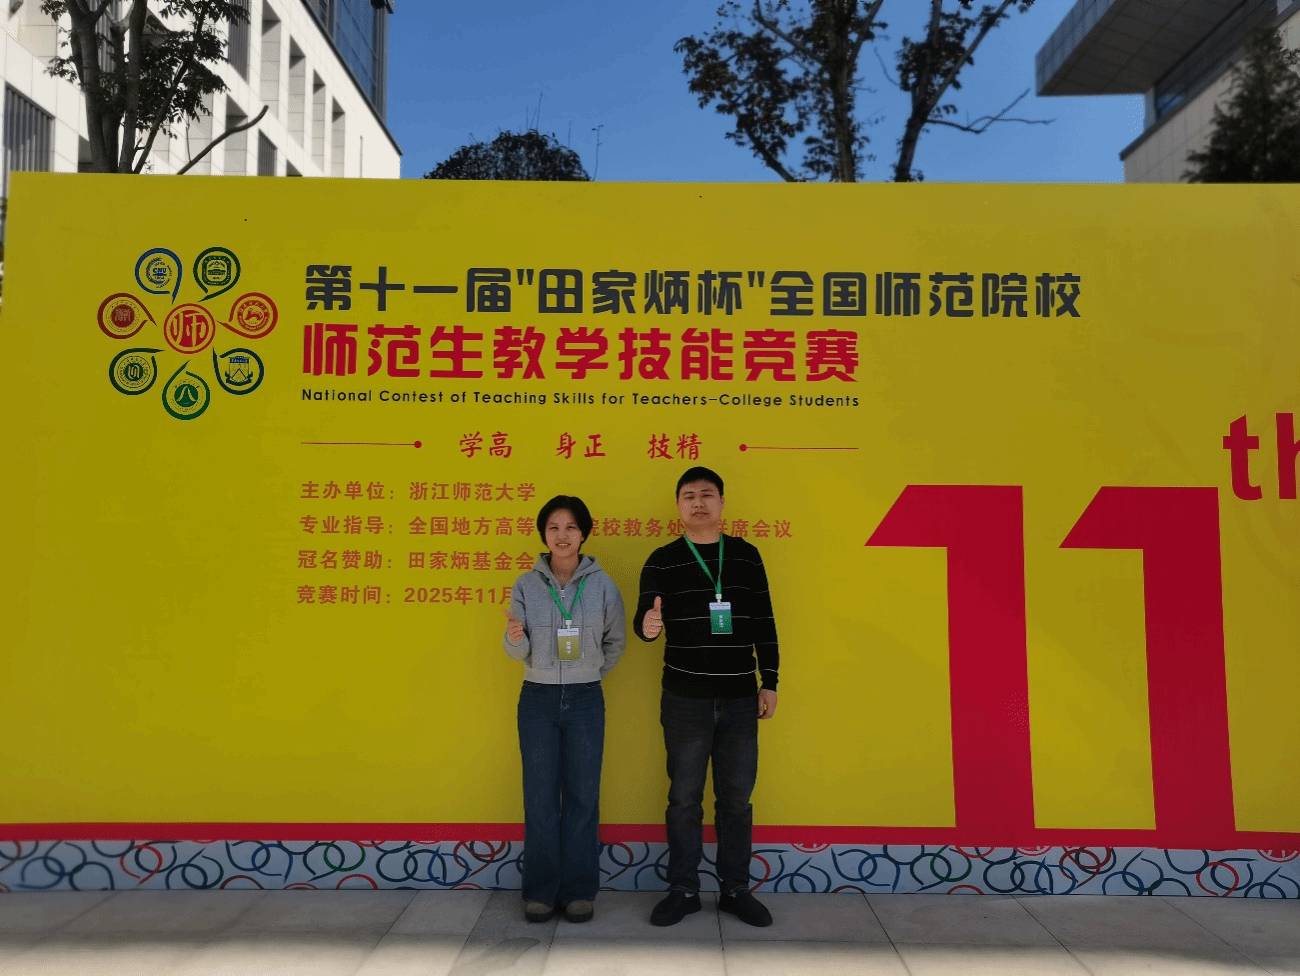 第十一届"田家炳杯"全国师范院校
师范生教学技能竞赛
National Contest of Teaching Skills for Teachers-College Students
学高 身正 技精
主办单位：浙江师范大学
专业指导：全国地方高等 院校教务处 联席会议
冠名赞助：田家炳基金会
竞赛时间：2025年11月
11th
师
CNU